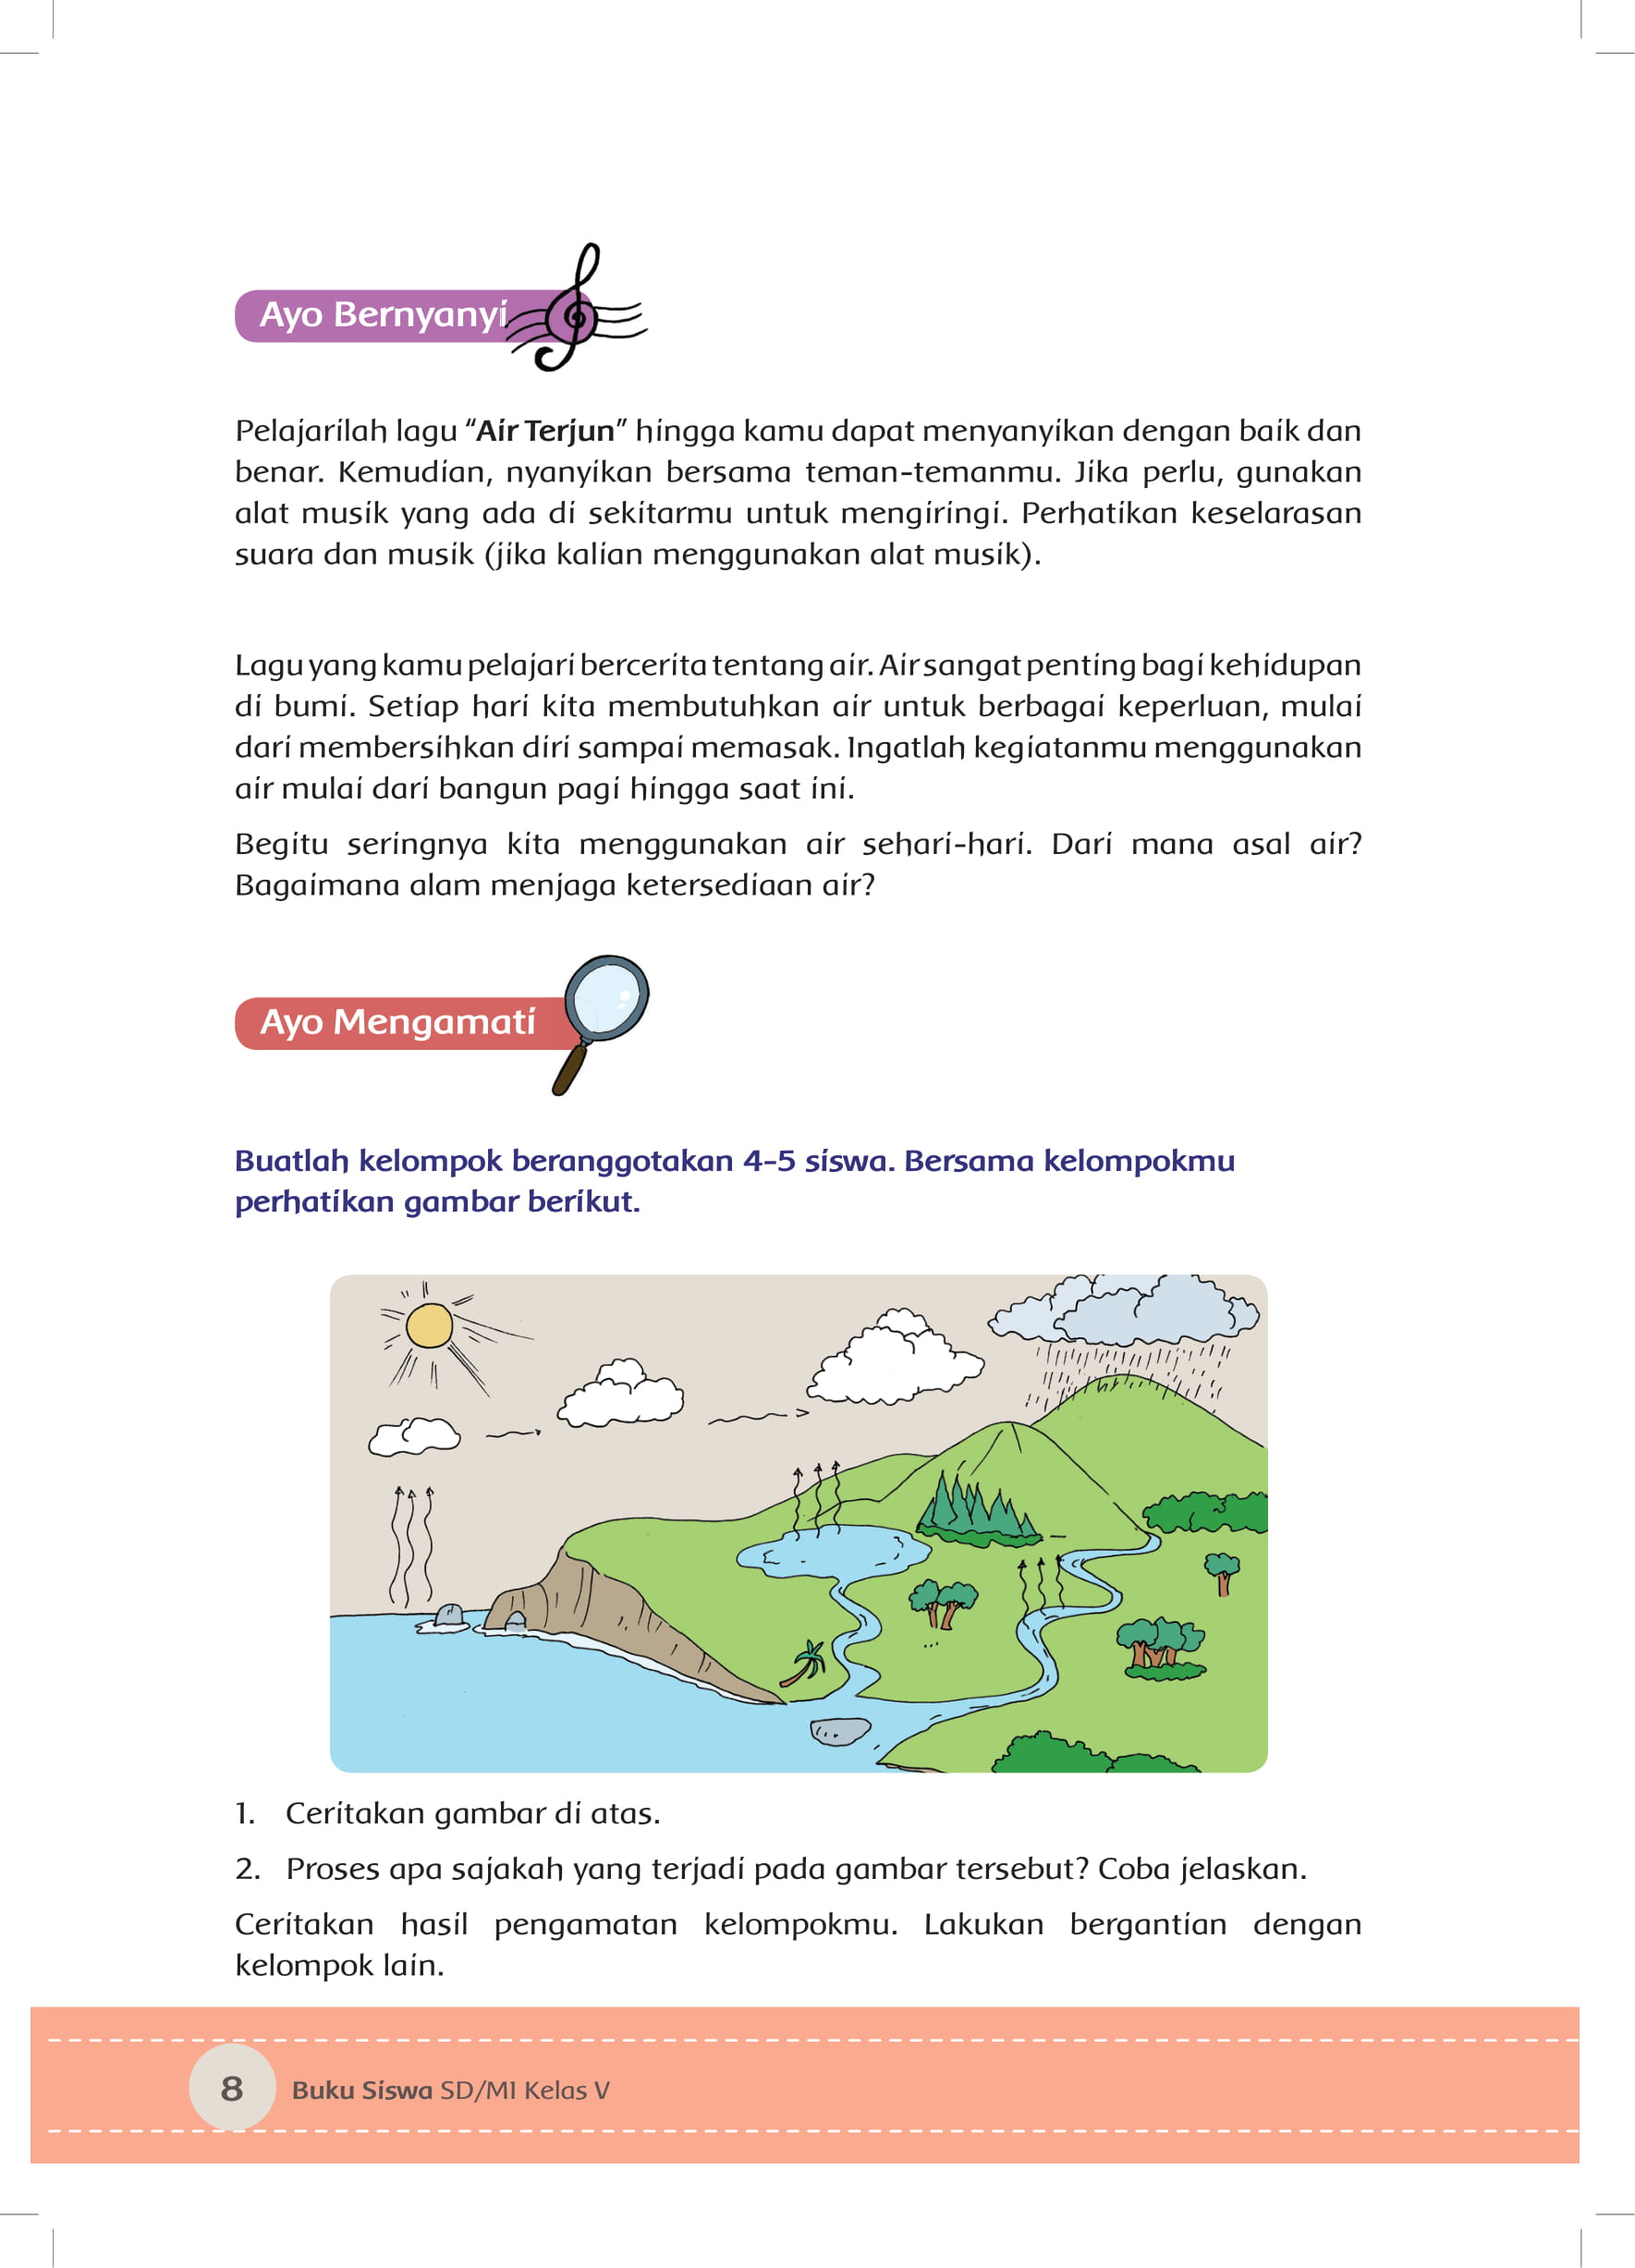 Ayo Bernyanyi
Pelajarilah lagu “Air Terjun” hingga kamu dapat menyanyikan dengan baik dan
benar. Kemudian, nyanyikan bersama teman-temanmu. Jika perlu, gunakan
alat musik yang ada di sekitarmu untuk mengiringi. Perhatikan keselarasan
suara dan musik (jika kalian menggunakan alat musik).
Lagu yang kamu pelajari bercerita tentang air. Air sangat penting bagi kehidupan
di bumi. Setiap hari kita membutuhkan air untuk berbagai keperluan, mulai
dari membersihkan diri sampai memasak. Ingatlah kegiatanmu menggunakan
air mulai dari bangun pagi hingga saat ini.
Begitu seringnya kita menggunakan air sehari-hari. Dari mana asal air?
Bagaimana alam menjaga ketersediaan air?
Ayo Mengamati
Buatlah kelompok beranggotakan 4-5 siswa. Bersama kelompokmu
perhatikan gambar berikut.
1. Ceritakan gambar di atas.
2. Proses apa sajakah yang terjadi pada gambar tersebut? Coba jelaskan.
Ceritakan hasil pengamatan kelompokmu. Lakukan bergantian dengan
kelompok lain.
8 Buku Siswa SD/MI Kelas V